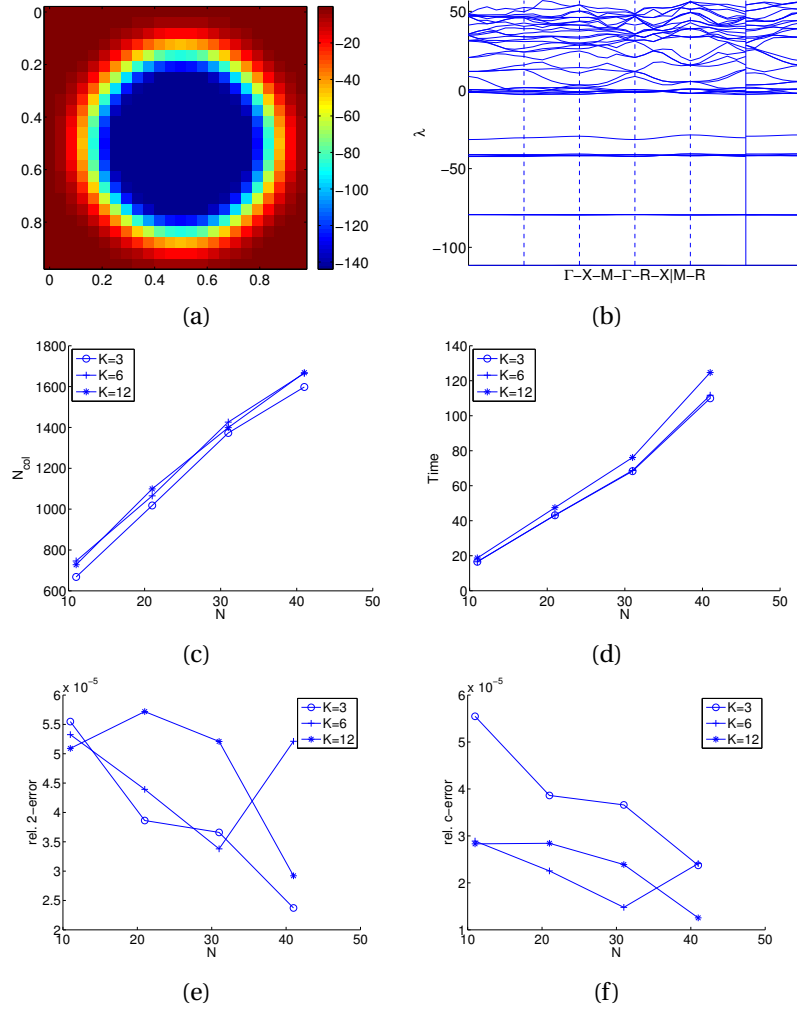 0
0.2
0.4
0.6
0.8
0 0.2 0.4 0.6 0.8
0
−20
−40
−60
−80
−100
−120
−140
(a)
50
0
−50
−100
λ
Γ−X−M−Γ−R−X|M−R
(b)
1800
1600
1400
1200
1000
800
600
N_col
K=3
K=6
K=12
10 20 30 40 50
N
(c)
140
120
100
80
60
40
20
0
Time
K=3
K=6
K=12
10 20 30 40 50
N
(d)
6 x 10^−5
5.5
5
4.5
4
3.5
3
2.5
2
rel. 2−error
K=3
K=6
K=12
10 20 30 40 50
N
(e)
6 x 10^−5
5
4
3
2
1
rel. c−error
K=3
K=6
K=12
10 20 30 40 50
N
(f)